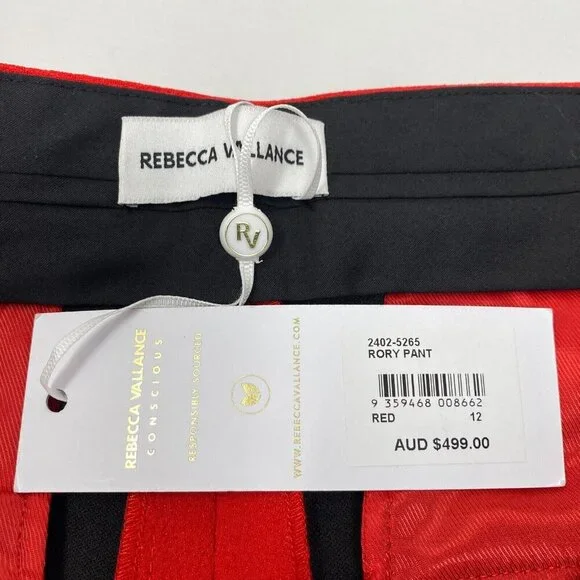 REBECCA VALLANCE
RV
REBECCA VALLANCE
CONSCIOUS
RESPONSIBLY SOURCED
WWW.REBECCAVALLANCE.COM
2402-5265
RORY PANT
9 359468 008662
RED 12
AUD $499.00